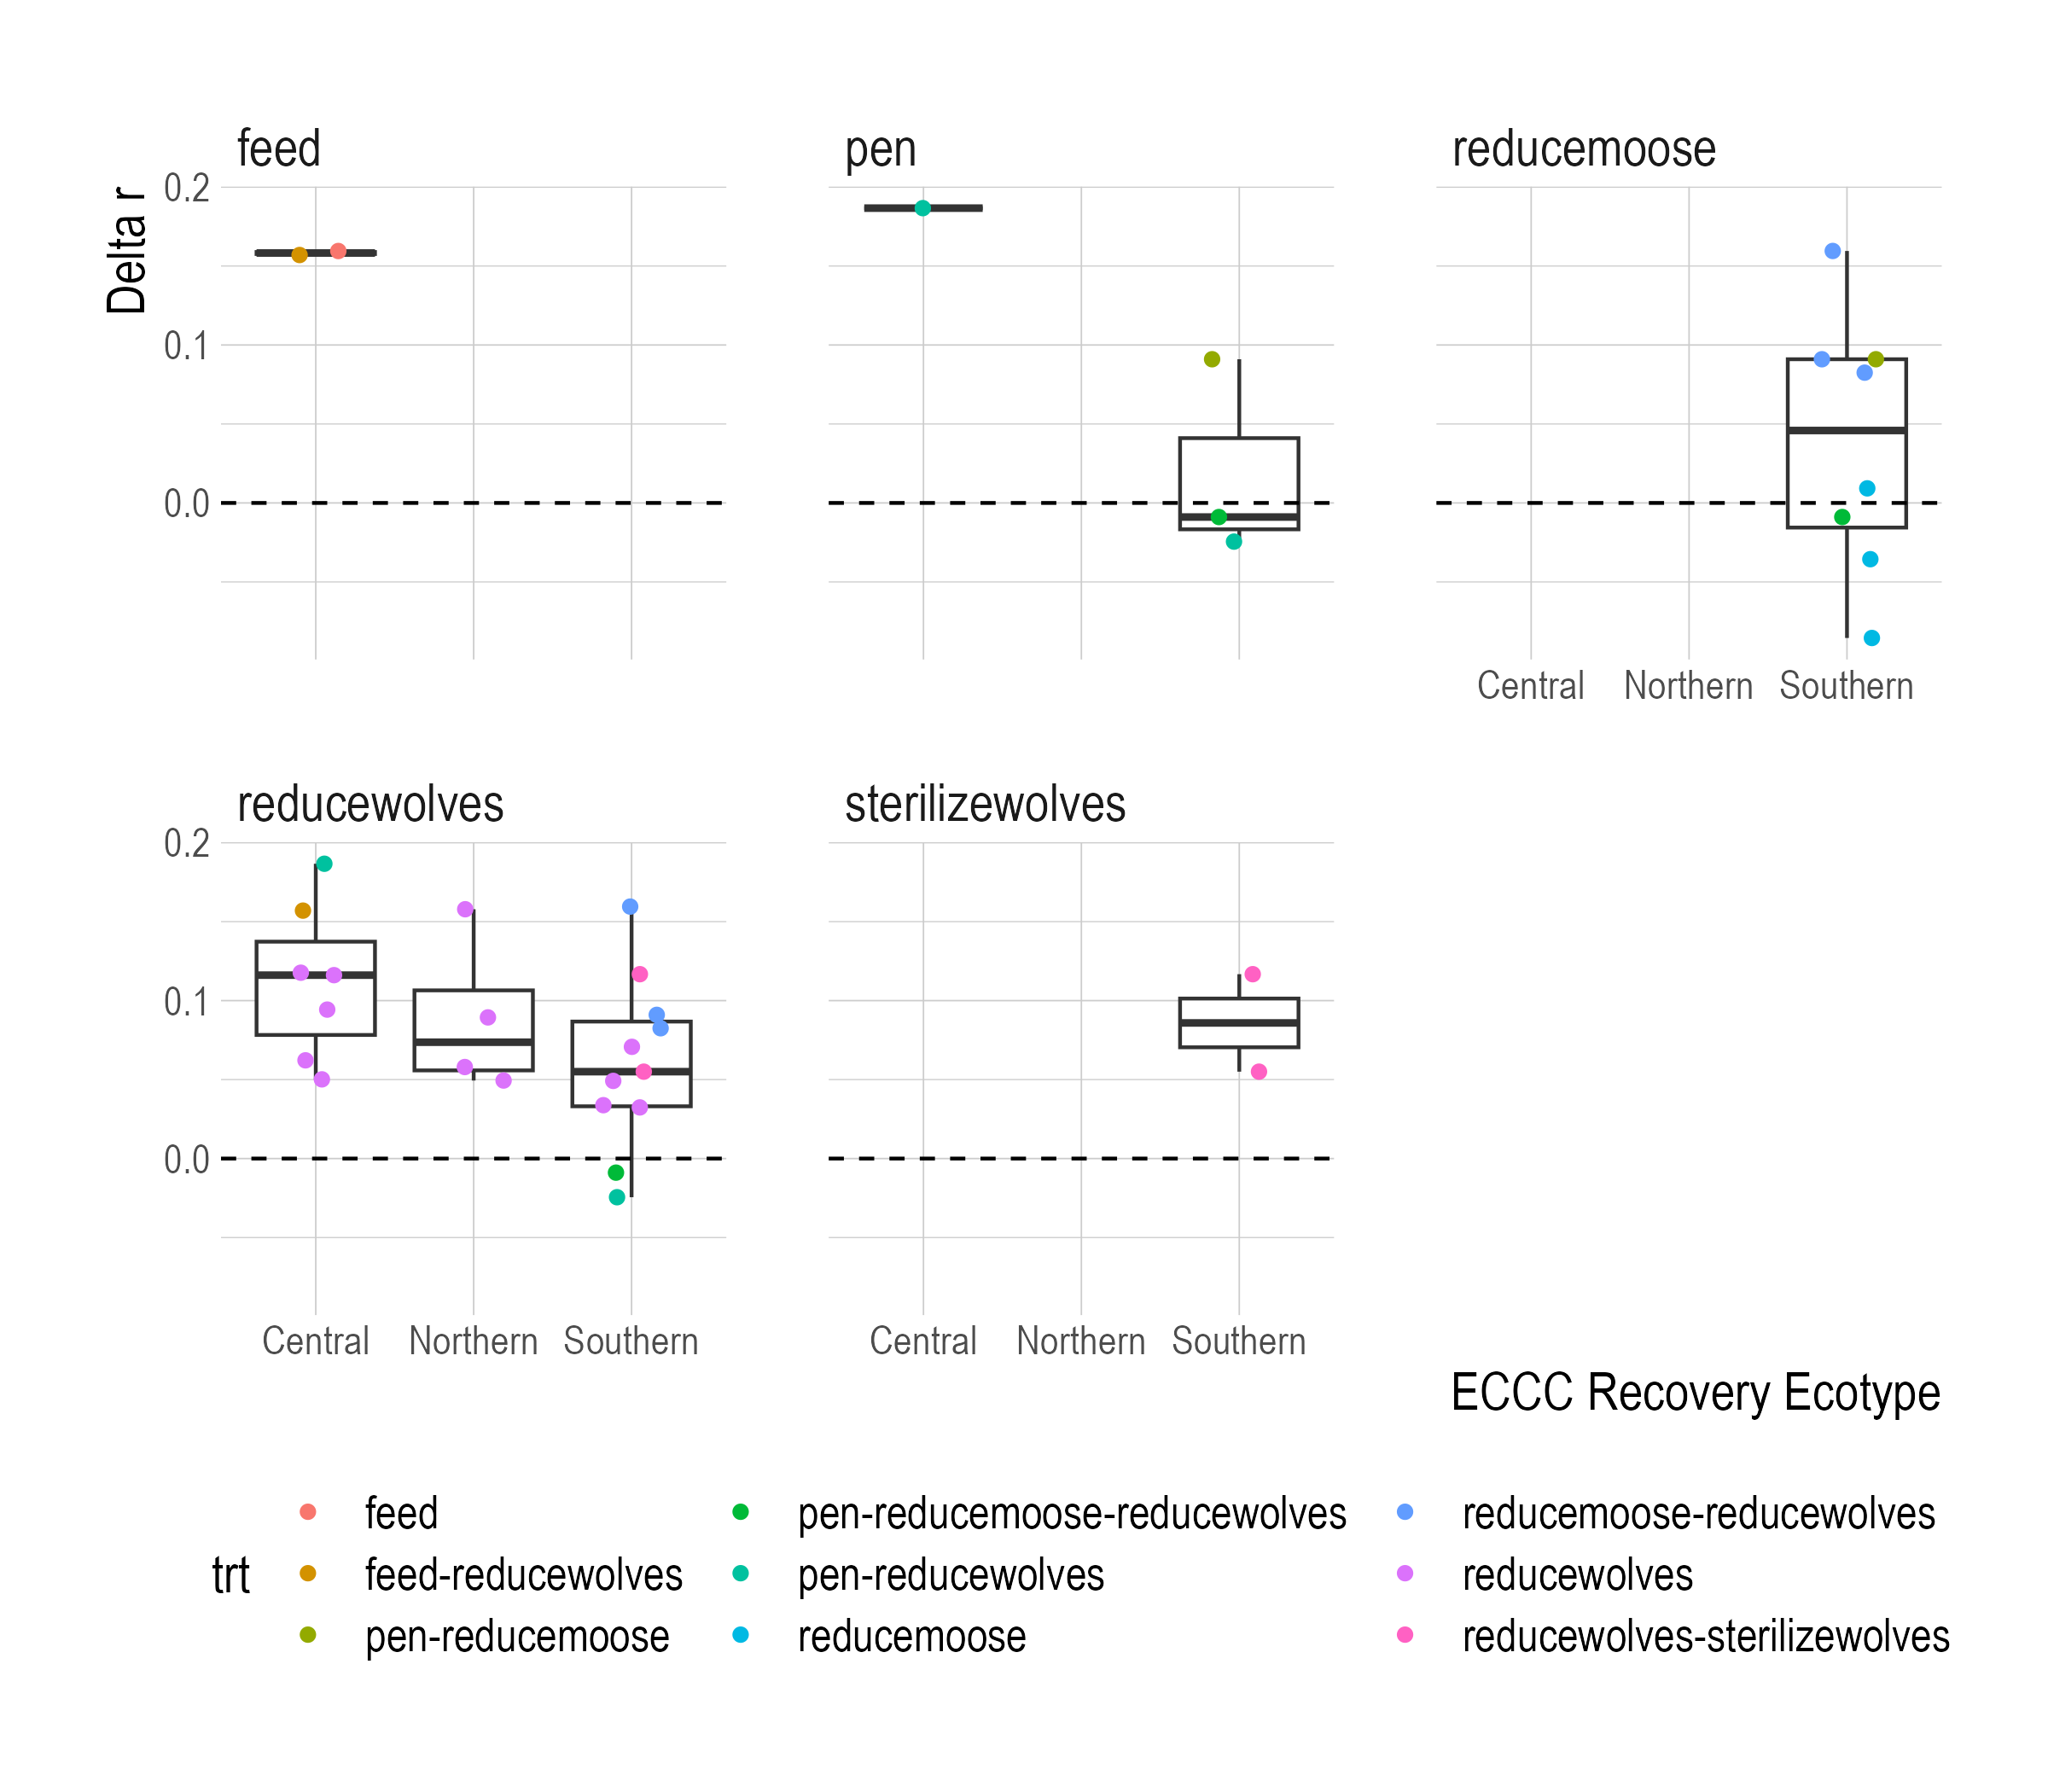 feed
pen
reducemoose
Delta r
0.2
0.1
0.0
Central Northern Southern
reducewolves
sterilizewolves
0.2
0.1
0.0
Central Northern Southern
Central Northern Southern
ECCC Recovery Ecotype
trt
feed
feed-reducewolves
pen-reducemoose
pen-reducemoose-reducewolves
pen-reducewolves
reducemoose
reducemoose-reducewolves
reducewolves
reducewolves-sterilizewolves